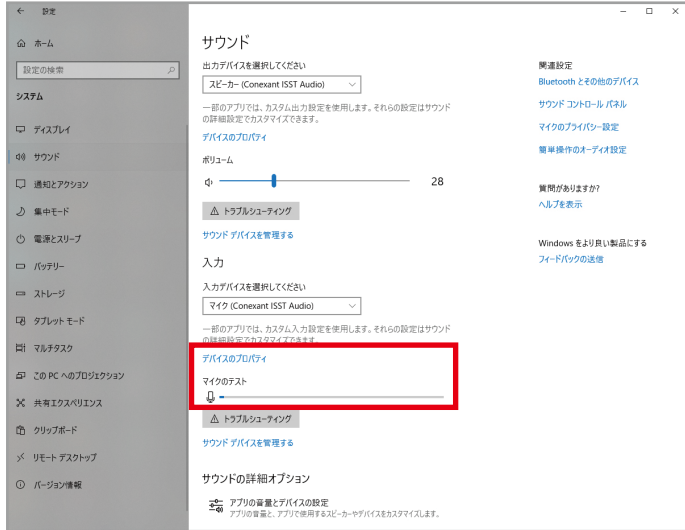 ← 設定
ホーム
設定の検索
システム
ディスプレイ
サウンド
通知とアクション
集中モード
電源とスリープ
バッテリー
ストレージ
タブレット モード
マルチタスク
この PC へのプロジェクション
共有エクスペリエンス
クリップボード
リモート デスクトップ
バージョン情報
サウンド
出力デバイスを選択してください
スピーカー (Conexant ISST Audio)
一部のアプリでは、カスタム出力設定を使用します。それらの設定はサウンド
の詳細設定でカスタマイズできます。
デバイスのプロパティ
ボリューム
28
トラブルシューティング
サウンド デバイスを管理する
入力
入力デバイスを選択してください
マイク (Conexant ISST Audio)
一部のアプリでは、カスタム入力設定を使用します。それらの設定はサウンド
の詳細設定でカスタマイズできます。
デバイスのプロパティ
マイクのテスト
トラブルシューティング
サウンド デバイスを管理する
サウンドの詳細オプション
アプリの音量とデバイスの設定
アプリの音量と、アプリで使用するスピーカーやデバイスをカスタマイズします。
関連設定
Bluetooth とその他のデバイス
サウンド コントロール パネル
マイクのプライバシー設定
簡単操作のオーディオ設定
質問がありますか?
ヘルプを表示
Windows をより良い製品にする
フィードバックの送信